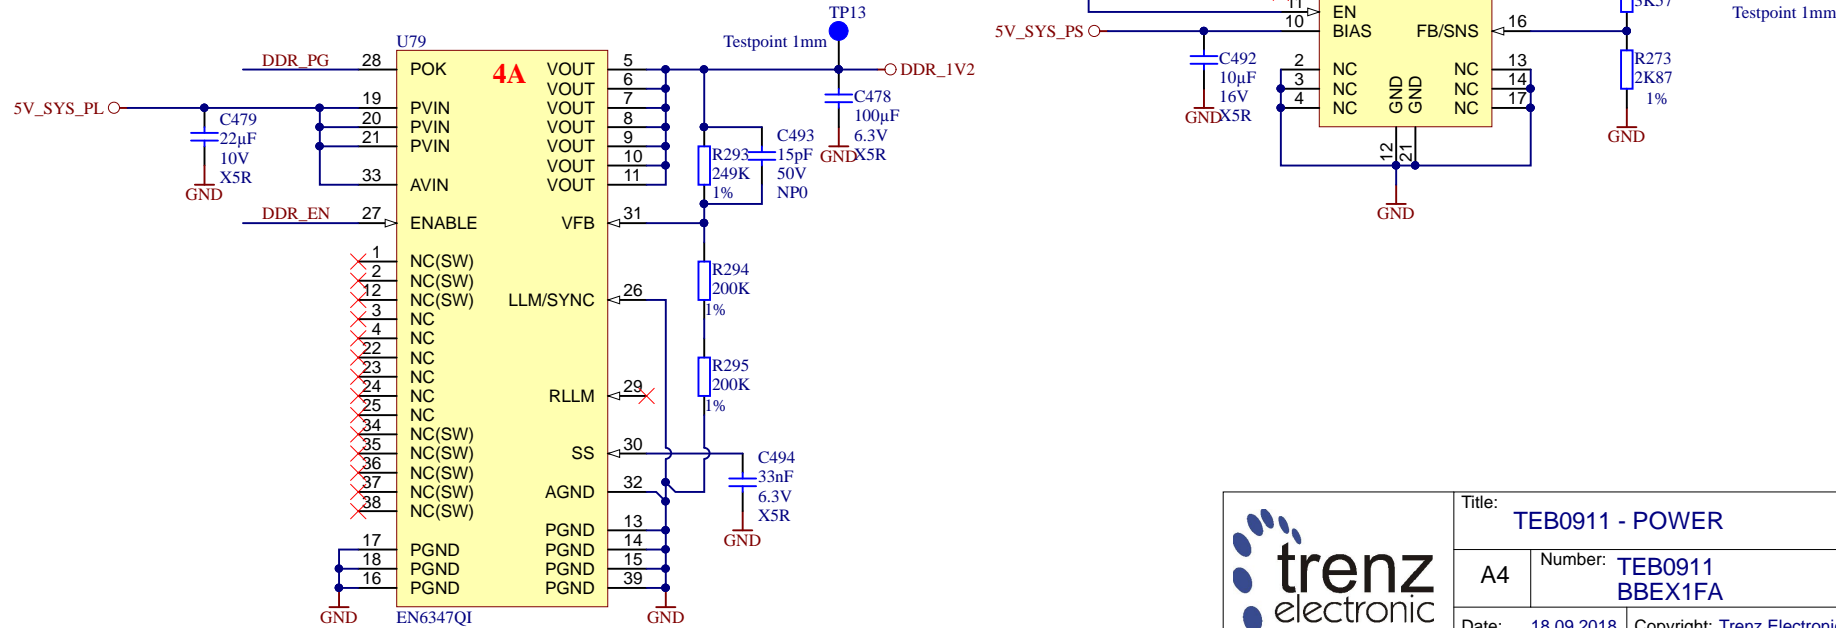 TP13
Testpoint 1mm
U79
4A
DDR_PG
28
POK
VOUT
5
DDR_1V2
VOUT
6
5V_SYS_PL
19
PVIN
VOUT
7
20
PVIN
VOUT
8
21
PVIN
VOUT
9
VOUT
10
33
AVIN
VOUT
11
C479
22µF
10V
X5R
GND
C478
100µF
6.3V
X5R
GND
C493
15pF
50V
NP0
R293
249K
1%
DDR_EN
27
ENABLE
VFB
31
1
NC(SW)
2
NC(SW)
12
NC(SW)
LLM/SYNC
26
3
NC
4
NC
22
NC
23
NC
24
NC
RLLM
29
25
NC
34
NC(SW)
35
NC(SW)
SS
30
36
NC(SW)
37
NC(SW)
AGND
32
38
NC(SW)
R294
200K
1%
R295
200K
1%
C494
33nF
6.3V
X5R
GND
PGND
13
17
PGND
PGND
14
18
PGND
PGND
15
16
PGND
PGND
39
GND
EN6347QI
GND
11
EN
3K57
Testpoint 1mm
5V_SYS_PS
10
BIAS
FB/SNS
16
C492
10µF
16V
X5R
GND
2
NC
NC
13
3
NC
NC
14
4
NC
NC
17
GND
GND
12
21
GND
R273
2K87
1%
GND
trenz
electronic
Title:
TEB0911 - POWER
A4
Number:
TEB0911
BBEX1FA
Date:
18.09.2018
Copyright: Trenz Electronic